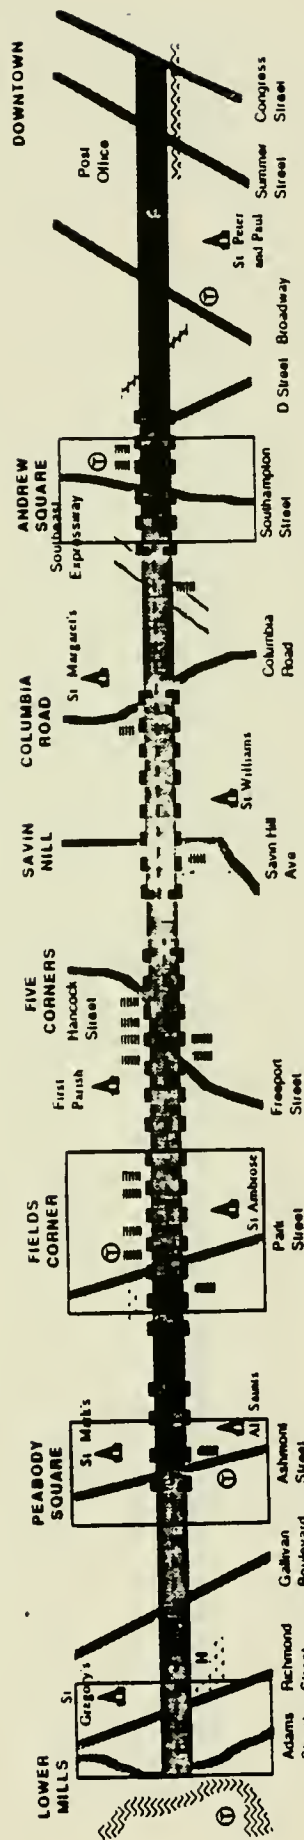 LOWER
MILLS
PEABODY
SQUARE
FIELDS
CORNER
FIVE
CORNERS
SAVIN
NILL
COLUMBIA
ROAD
ANDREW
SQUARE
DOWNTOWN
St
Gregory's
St Mark's
First
Parish
Hancock
Street
St Margaret's
Southeast
Expressway
Post
Office
T
T
T
All Saints
T
St Ambrose
St Williams
T
St Peter
and Paul
Adams
Richmond
Gallivan
Boulevard
Ashmont
Street
Park
Street
Freeport
Street
Savin Hill
Ave
Columbia
Road
Southampton
Street
D Street
Broadway
Summer
Street
Congress
Street